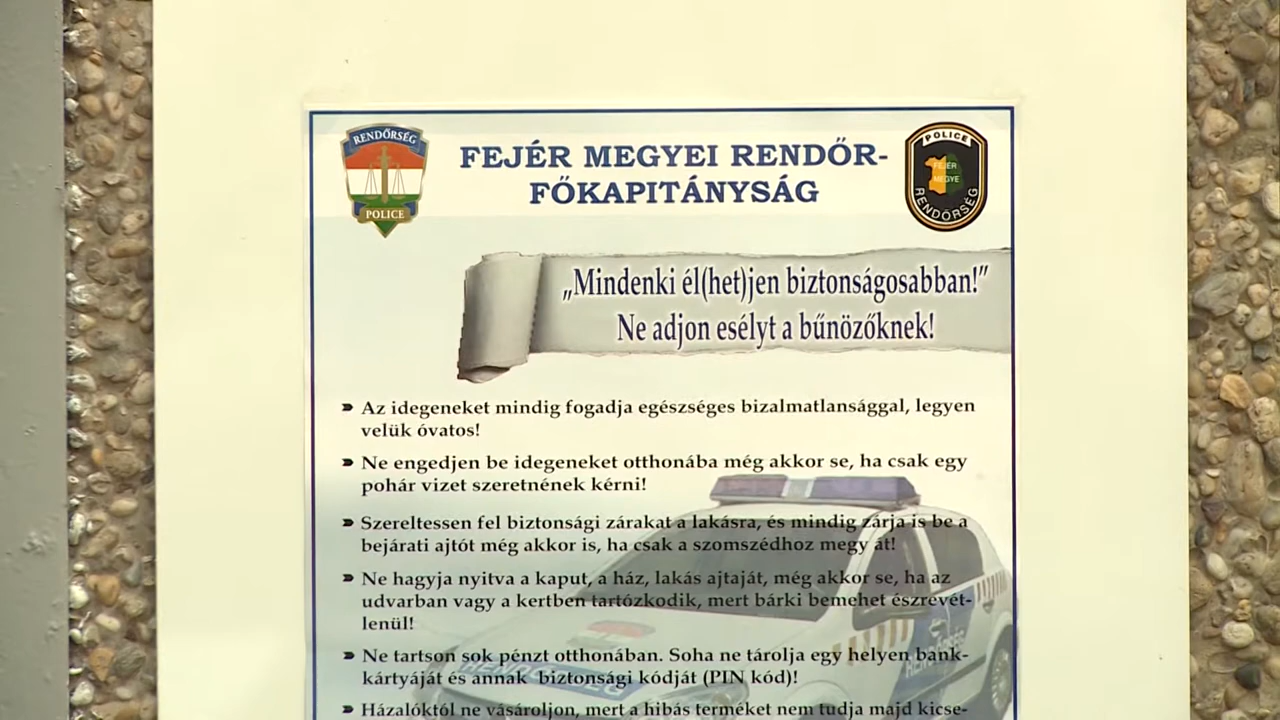 RENDŐRSÉG
POLICE
FEJÉR MEGYEI RENDŐR-
FŐKAPITÁNYSÁG
POLICE
FEJÉR
MEGYE
RENDŐRSÉG
„Mindenki él(het)jen biztonságosabban!”
Ne adjon esélyt a bűnözőknek!
Az idegeneket mindig fogadja egészséges bizalmatlansággal, legyen
velük óvatos!
Ne engedjen be idegeneket otthonába még akkor se, ha csak egy
pohár vizet szeretnének kérni!
Szereltessen fel biztonsági zárakat a lakásra, és mindig zárja is be a
bejárati ajtót még akkor is, ha csak a szomszédhoz megy át!
Ne hagyja nyitva a kaput, a ház, lakás ajtaját, még akkor se, ha az
udvarban vagy a kertben tartózkodik, mert bárki bemehet észrevét-
lenül!
Ne tartson sok pénzt otthonában. Soha ne tárolja egy helyen bank-
kártyáját és annak biztonsági kódját (PIN kód)!
Házalóktól ne vásároljon, mert a hibás terméket nem tudja majd kicse-